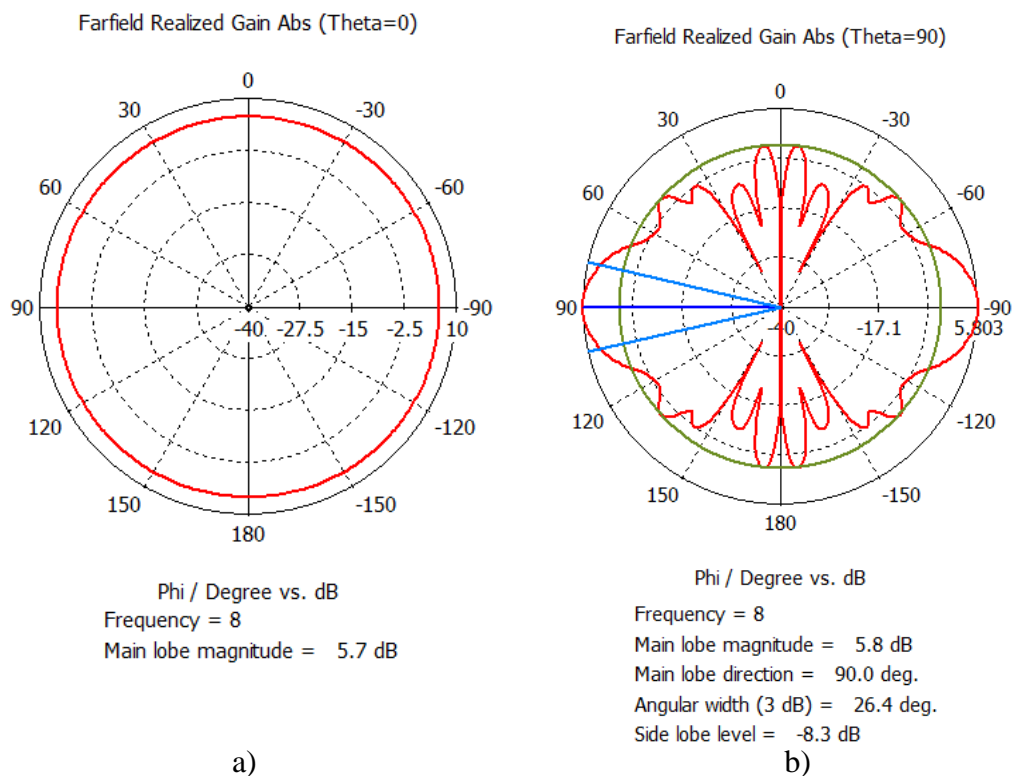 Farfield Realized Gain Abs (Theta=0)
0
30 -30
60 -60
90 -90
-40 -27.5 -15 -2.5 10
120 -120
150 -150
180
Phi / Degree vs. dB
Frequency = 8
Main lobe magnitude = 5.7 dB
a)
Farfield Realized Gain Abs (Theta=90)
0
30 -30
60 -60
90 -90
-40 -17.1 5.803
120 -120
150 -150
180
Phi / Degree vs. dB
Frequency = 8
Main lobe magnitude = 5.8 dB
Main lobe direction = 90.0 deg.
Angular width (3 dB) = 26.4 deg.
Side lobe level = -8.3 dB
b)